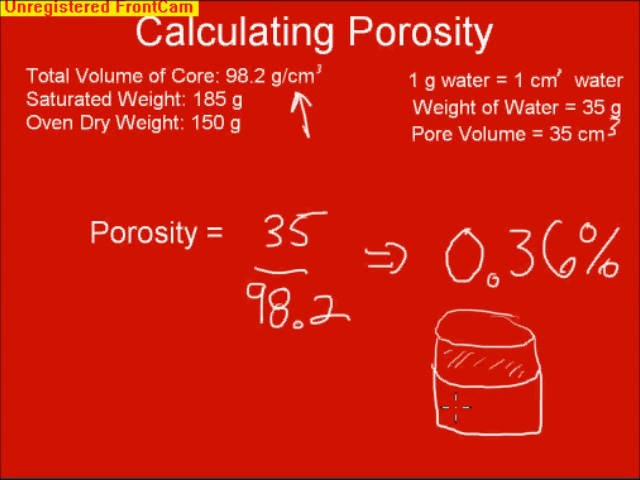 Unregistered FrontCam
Calculating Porosity
Total Volume of Core: 98.2 g/cm³
Saturated Weight: 185 g
Oven Dry Weight: 150 g
1 g water = 1 cm³ water
Weight of Water = 35 g
Pore Volume = 35 cm³
Porosity = 35 / 98.2 ⇒ 0.36%